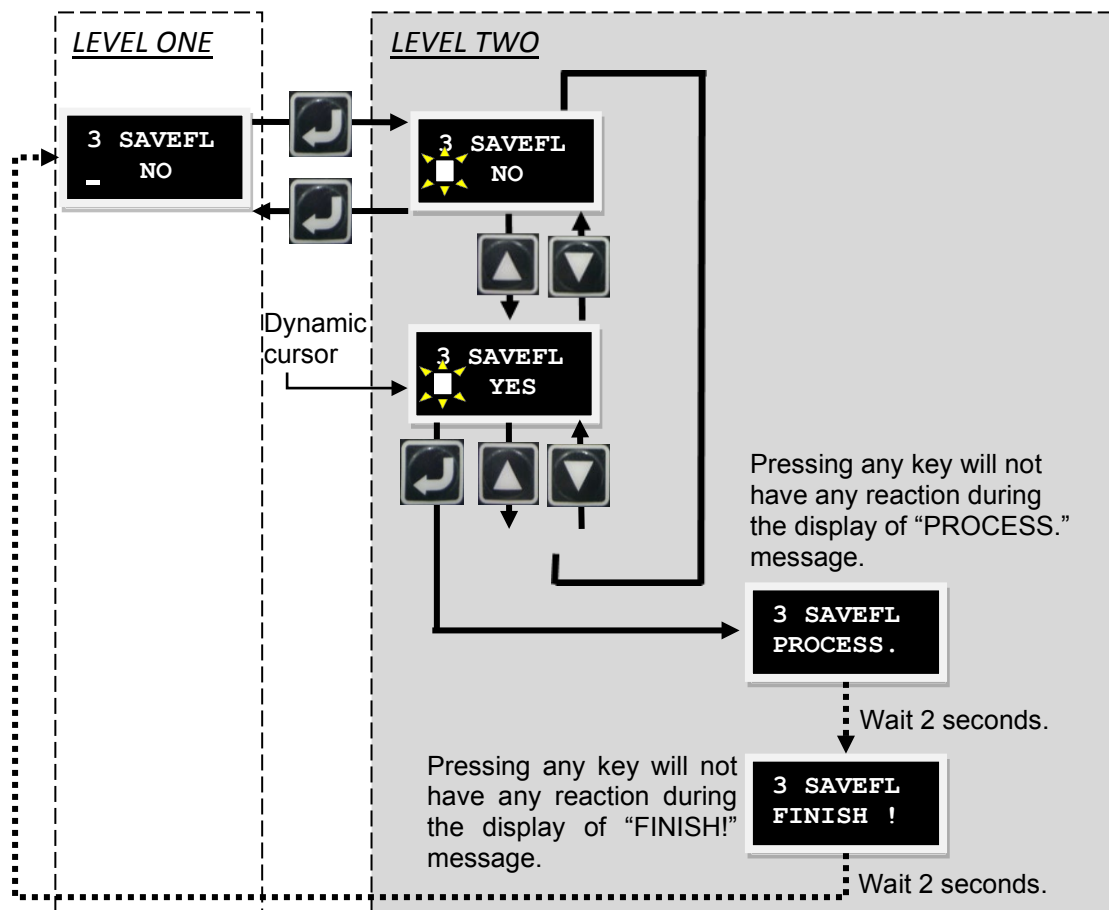 LEVEL ONE
LEVEL TWO
3 SAVEFL
_ NO
3 SAVEFL
NO
Dynamic
cursor
3 SAVEFL
YES
Pressing any key will not
have any reaction during
the display of “PROCESS.”
message.
3 SAVEFL
PROCESS.
Wait 2 seconds.
Pressing any key will not
have any reaction during
the display of “FINISH!”
message.
3 SAVEFL
FINISH !
Wait 2 seconds.